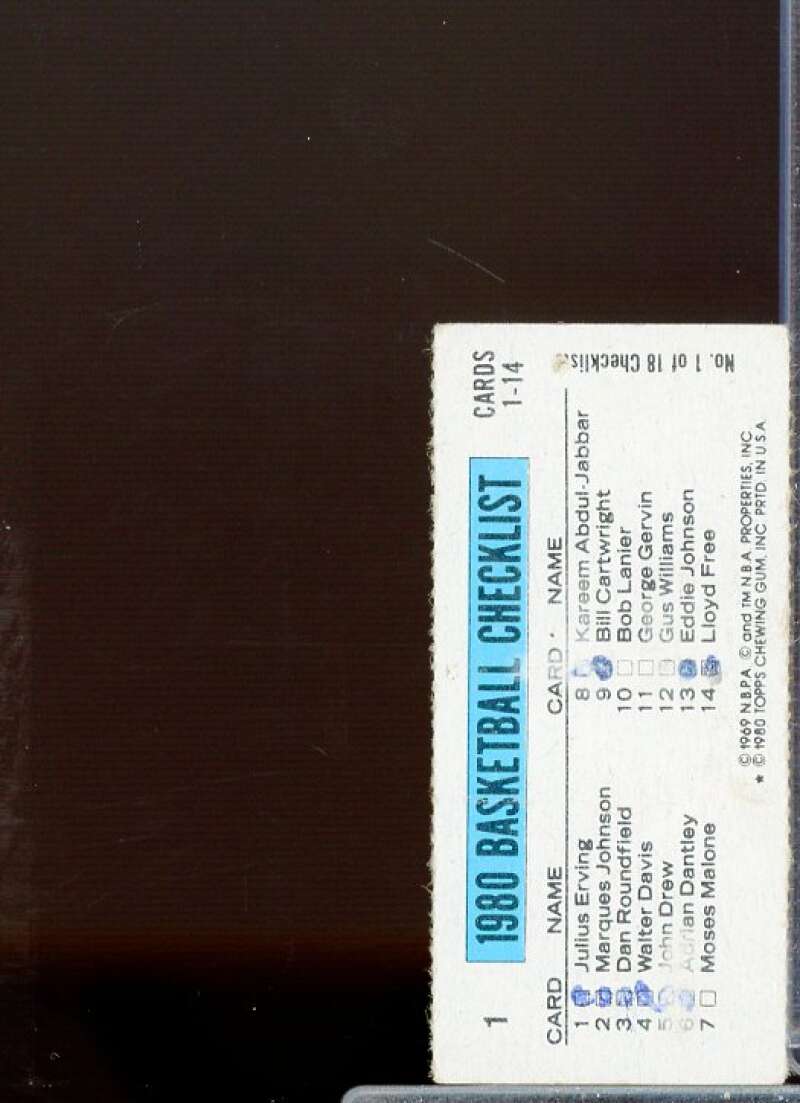 1 1980 BASKETBALL CHECKLIST CARDS 1-14
CARD NAME
1 Julius Erving
2 Marques Johnson
3 Dan Roundfield
4 Walter Davis
5 John Drew
6 Adrian Dantley
7 Moses Malone
CARD NAME
8 Kareem Abdul-Jabbar
9 Bill Cartwright
10 Bob Lanier
11 George Gervin
12 Gus Williams
13 Eddie Johnson
14 Lloyd Free
© 1969 N.B.P.A. © and TM N B A PROPERTIES, INC
★ © 1980 TOPPS CHEWING GUM, INC PRTD IN U.S.A.
No. 1 of 18 Checklists